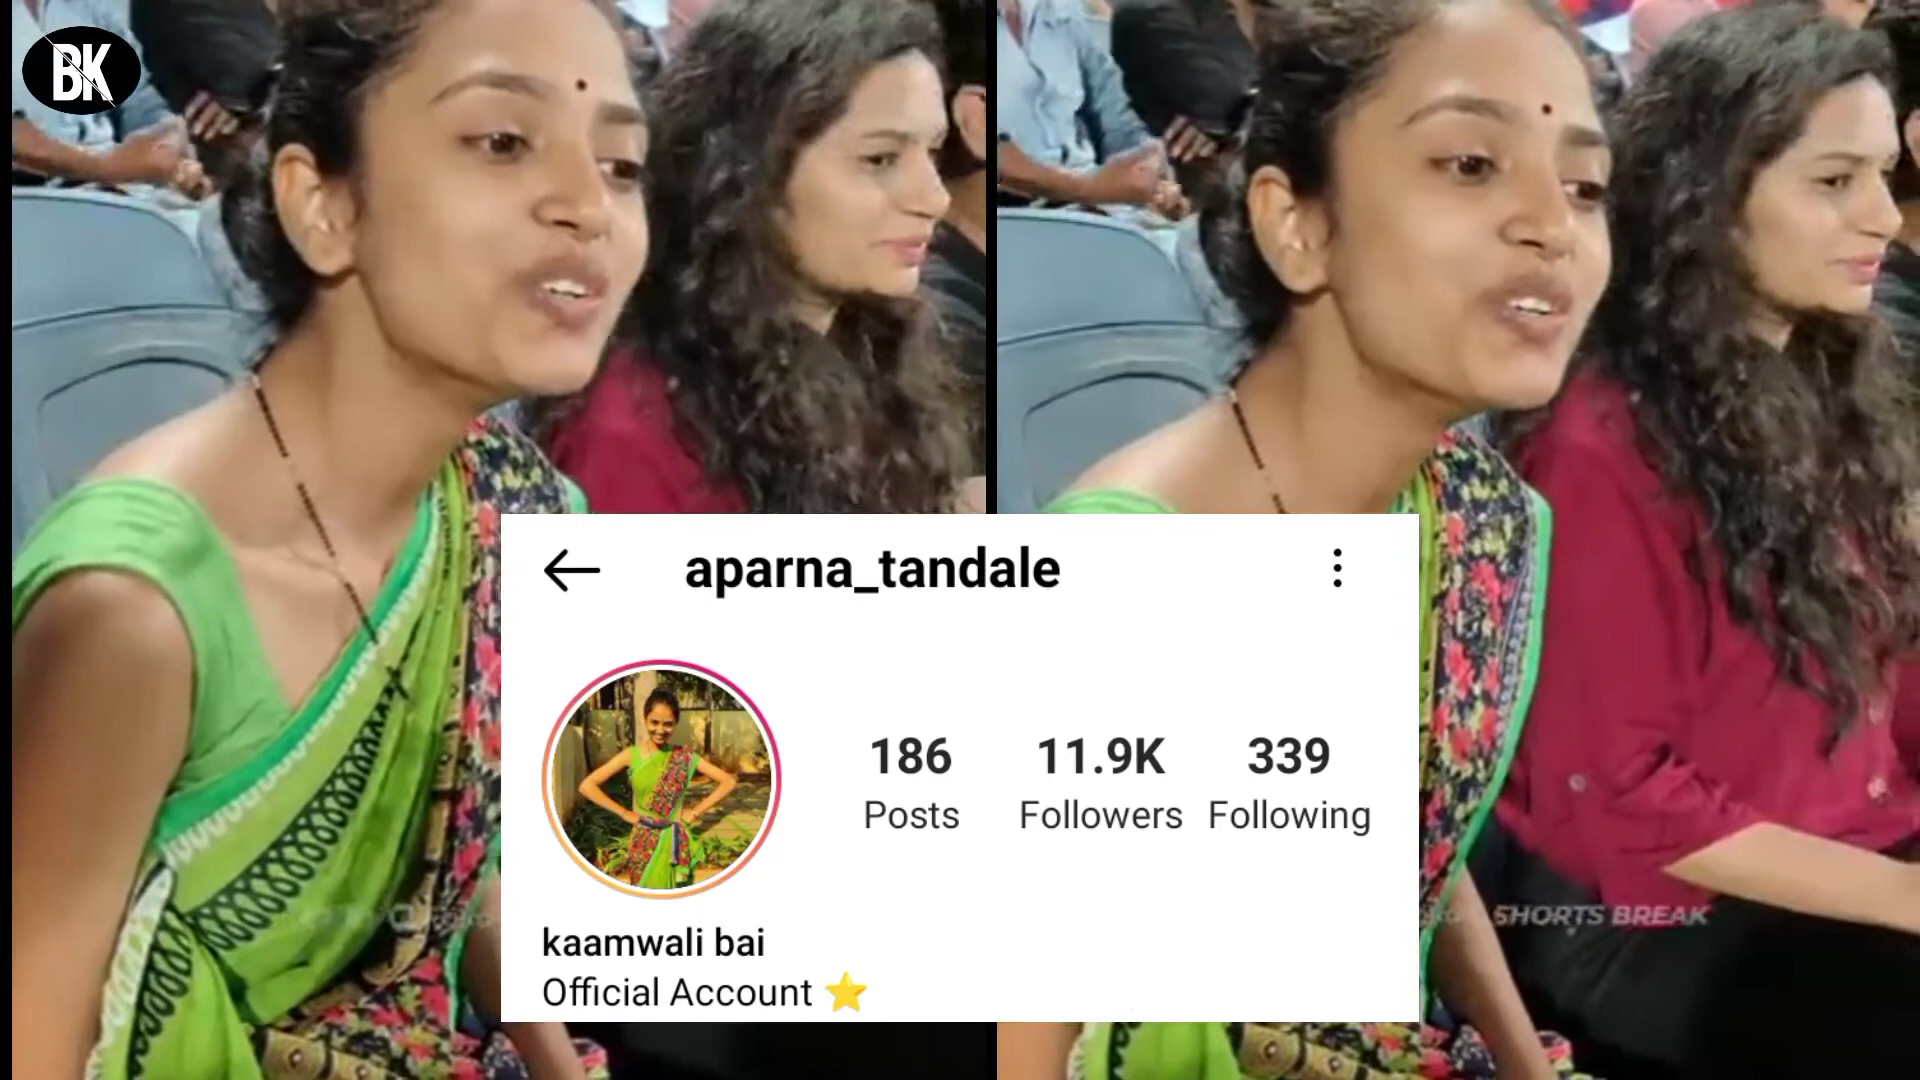 BK
aparna_tandale
186 11.9K 339
Posts Followers Following
kaamwali bai
Official Account ⭐
SHORTS BREAK